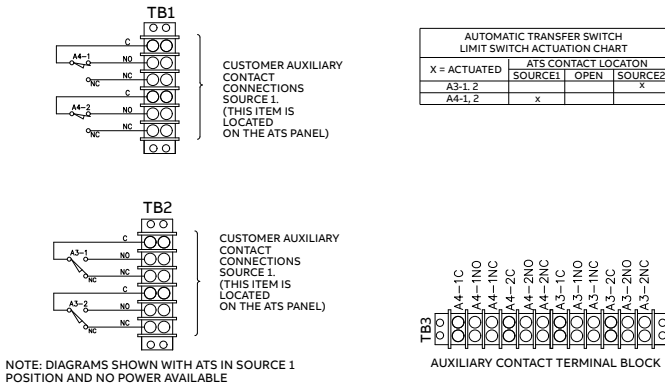 TB1
C
A4-1
NO
NC
NC
C
A4-2
NO
NC
NC
CUSTOMER AUXILIARY
CONTACT
CONNECTIONS
SOURCE 1.
(THIS ITEM IS
LOCATED
ON THE ATS PANEL)
AUTOMATIC TRANSFER SWITCH
LIMIT SWITCH ACTUATION CHART
X = ACTUATED
ATS CONTACT LOCATON
SOURCE1 OPEN SOURCE2
A3-1. 2 x
A4-1, 2 x
TB2
C
A3-1
NO
NC
NC
C
A3-2
NO
NC
NC
CUSTOMER AUXILIARY
CONTACT
CONNECTIONS
SOURCE 1.
(THIS ITEM IS
LOCATED
ON THE ATS PANEL)
A4-1C
A4-1NO
A4-1NC
A4-2C
A4-2NO
A4-2NC
A3-1C
A3-1NO
A3-1NC
A3-2C
A3-2NO
A3-2NC
TB3
AUXILIARY CONTACT TERMINAL BLOCK
NOTE: DIAGRAMS SHOWN WITH ATS IN SOURCE 1
POSITION AND NO POWER AVAILABLE